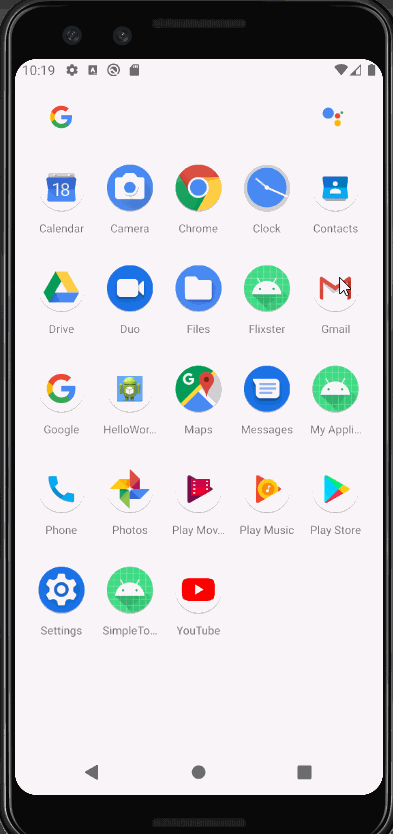 10:19
Calendar Camera Chrome Clock Contacts
Drive Duo Files Flixster Gmail
Google HelloWor... Maps Messages My Appli...
Phone Photos Play Mov... Play Music Play Store
Settings SimpleTo... YouTube